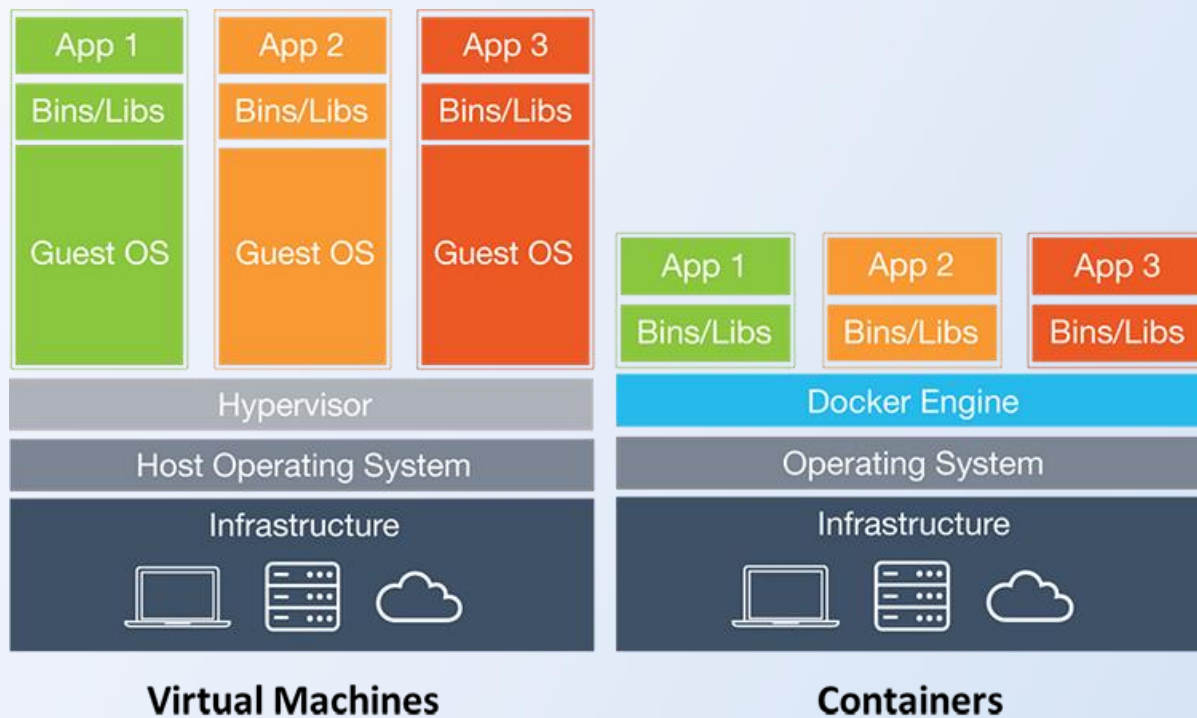 App 1
App 2
App 3
Bins/Libs
Bins/Libs
Bins/Libs
Guest OS
Guest OS
Guest OS
Hypervisor
Host Operating System
Infrastructure
Virtual Machines
App 1
App 2
App 3
Bins/Libs
Bins/Libs
Bins/Libs
Docker Engine
Operating System
Infrastructure
Containers